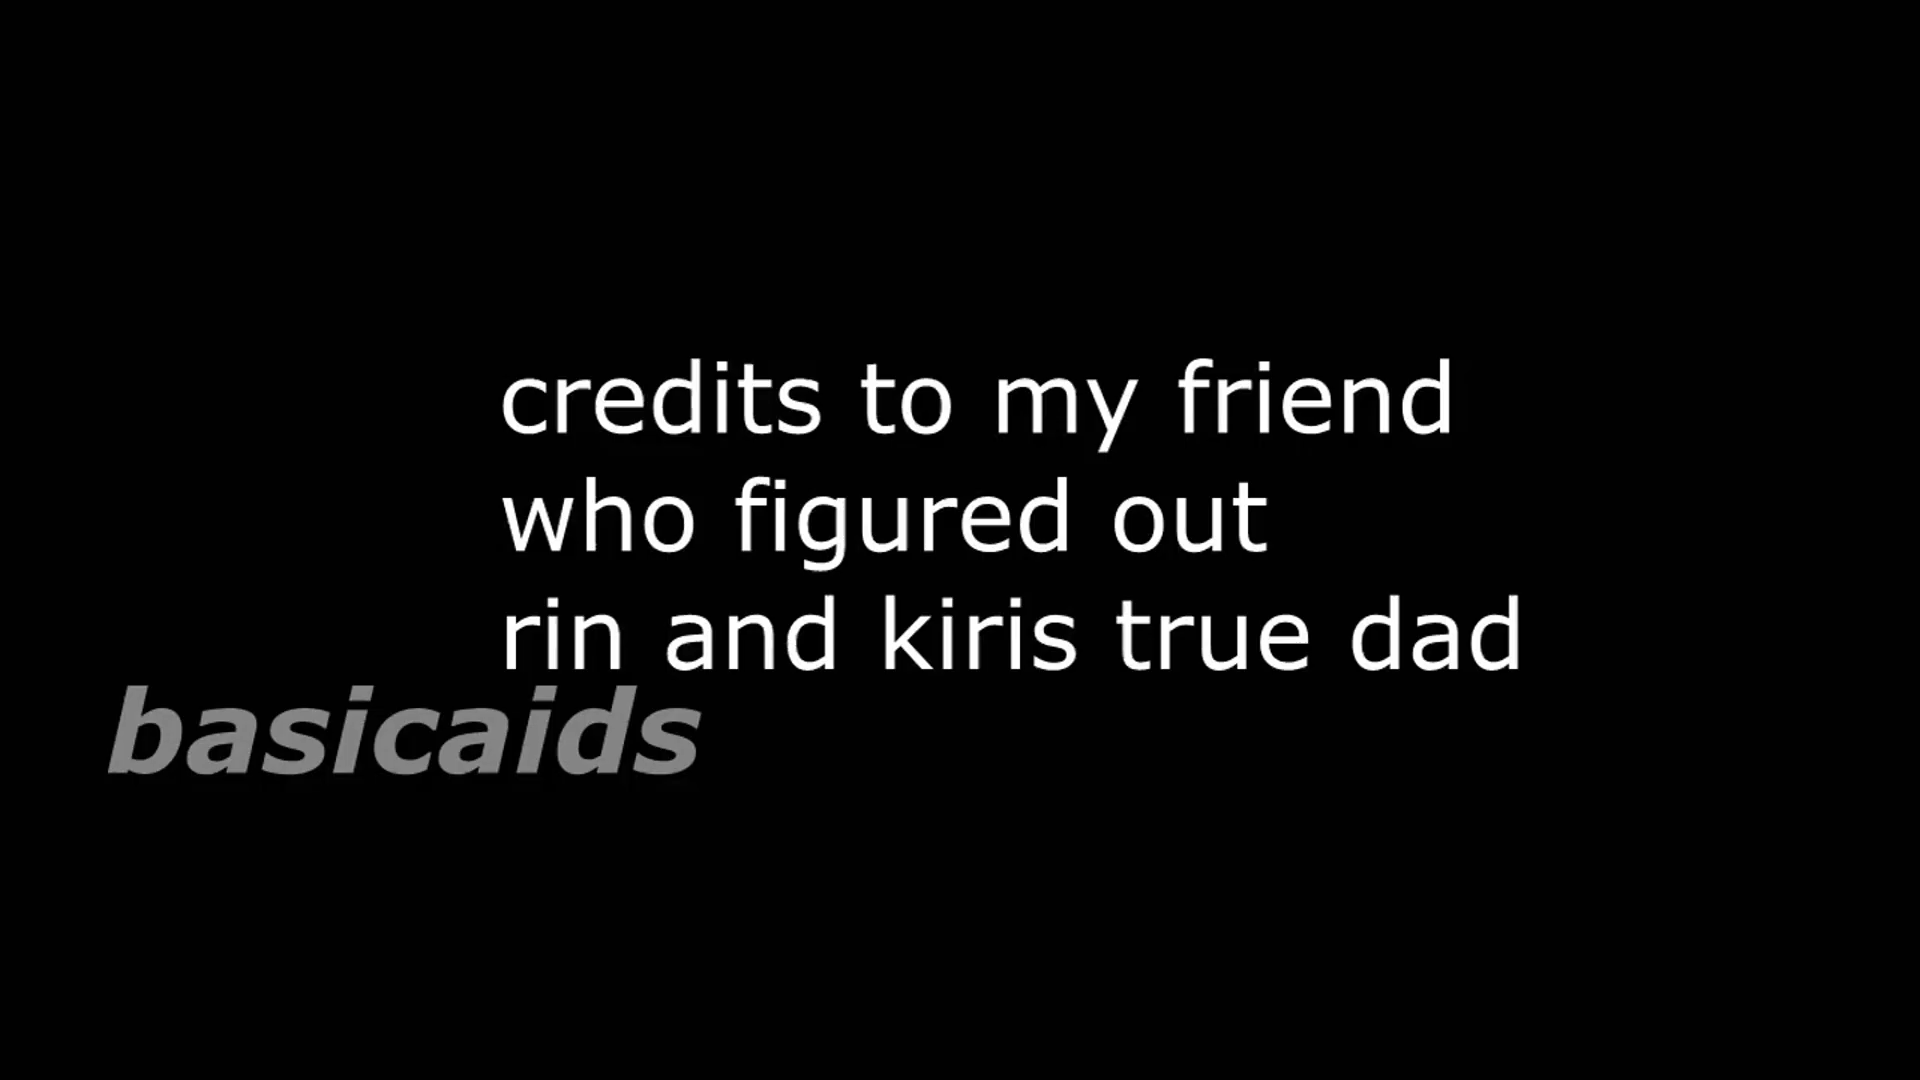 credits to my friend
who figured out
rin and kiris true dad
basicaids